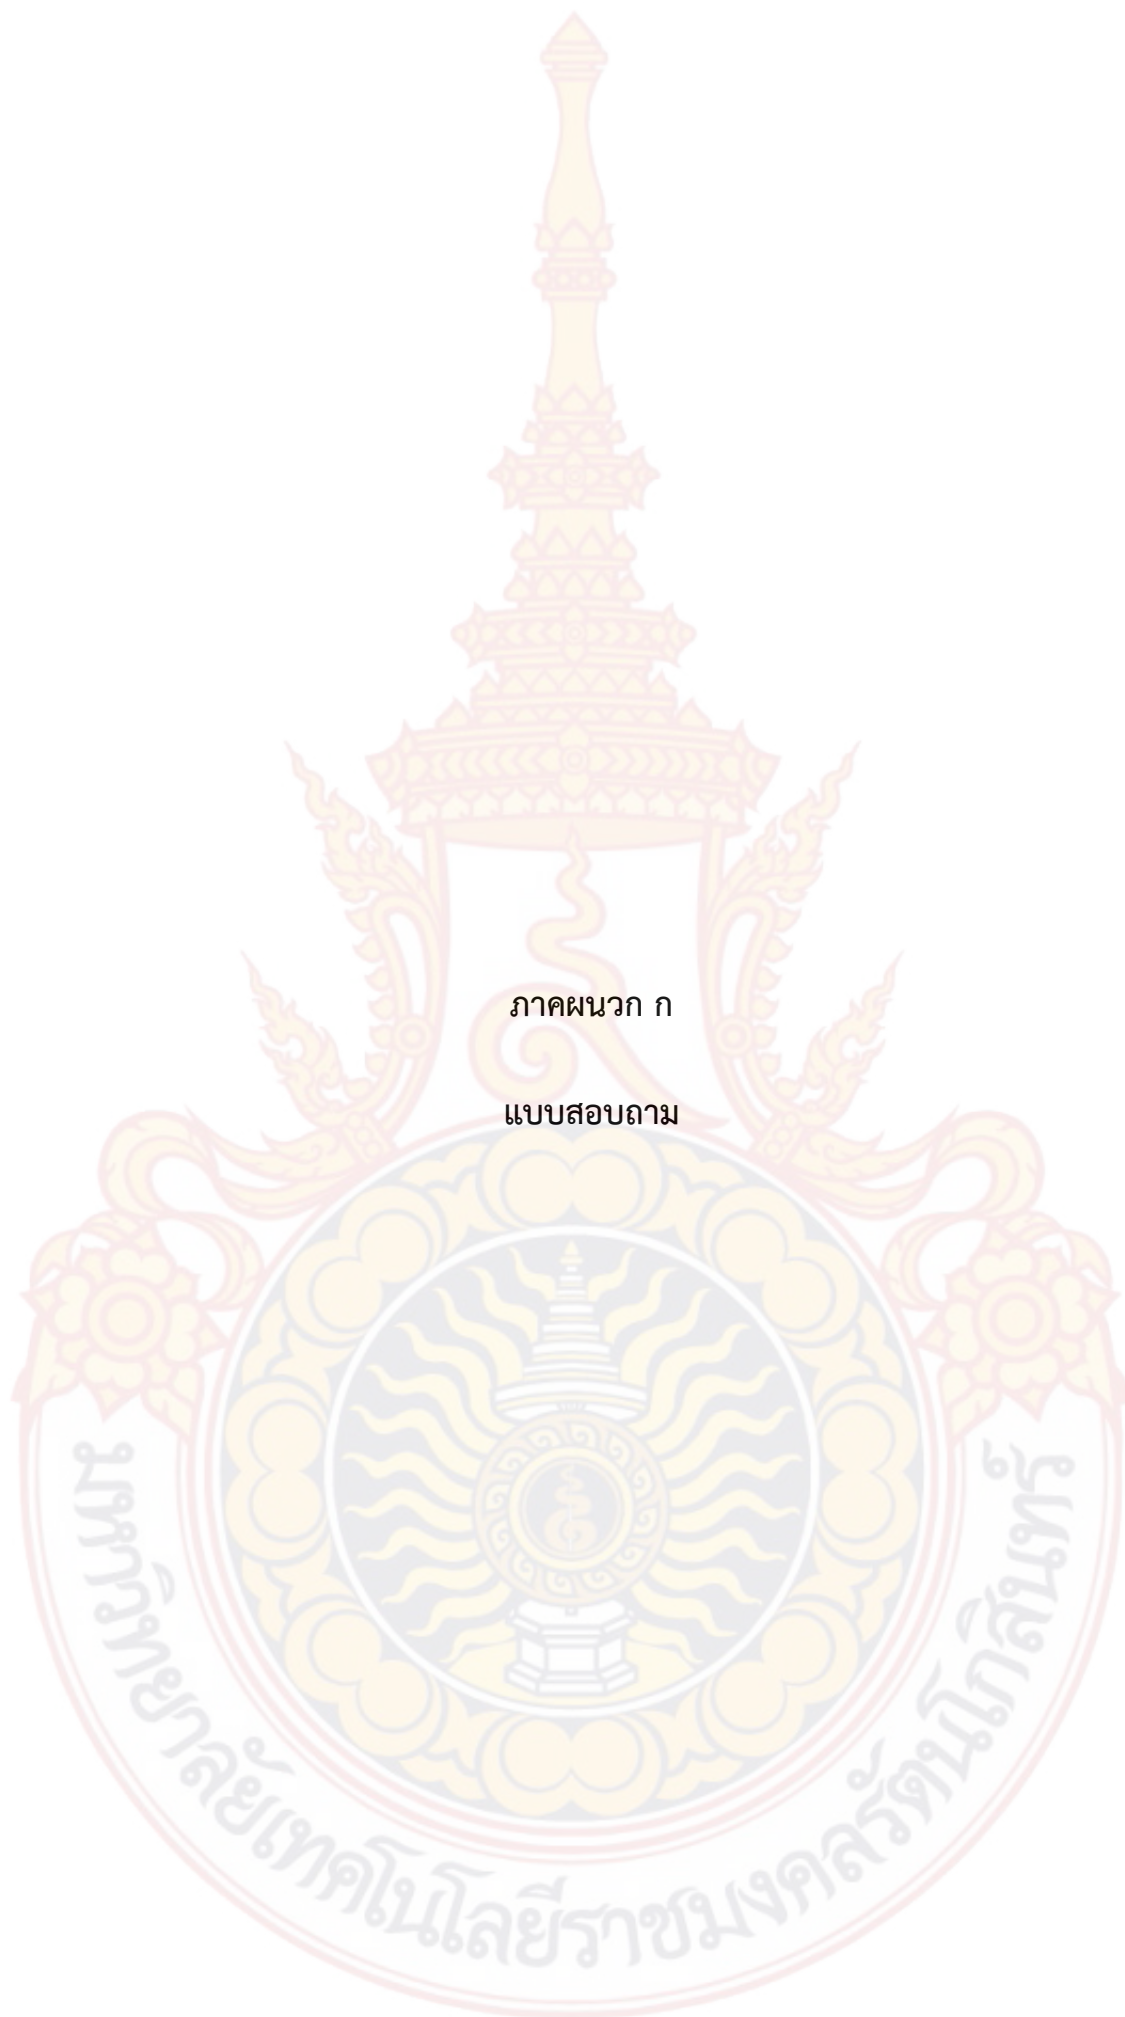 ภาคผนวก ก
แบบสอบถาม
มหาวิทยาลัยเทคโนโลยีราชมงคลรัตนโกสินทร์